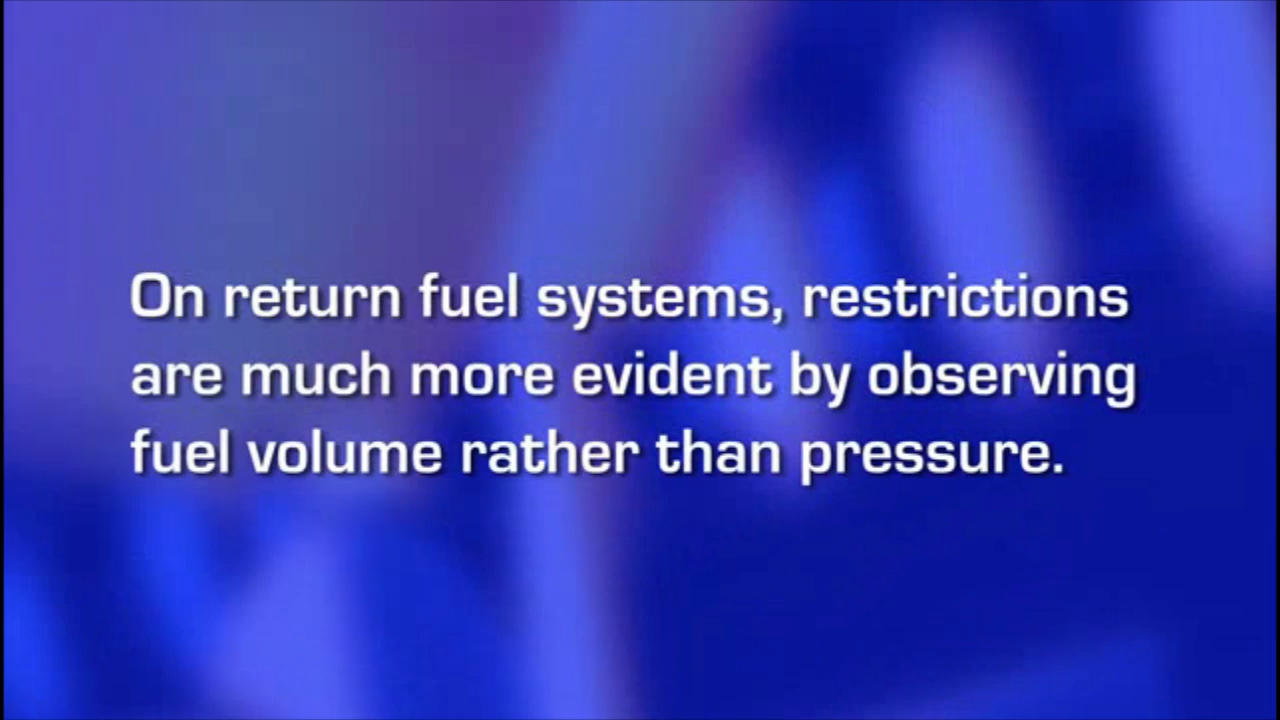 On return fuel systems, restrictions
are much more evident by observing
fuel volume rather than pressure.